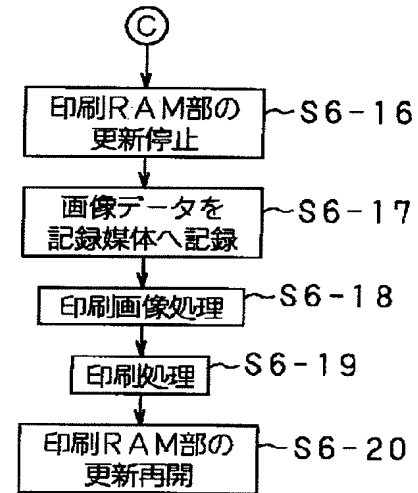 C
印刷RAM部の
更新停止
S6-16
画像データを
記録媒体へ記録
S6-17
印刷画像処理
S6-18
印刷処理
S6-19
印刷RAM部の
更新再開
S6-20